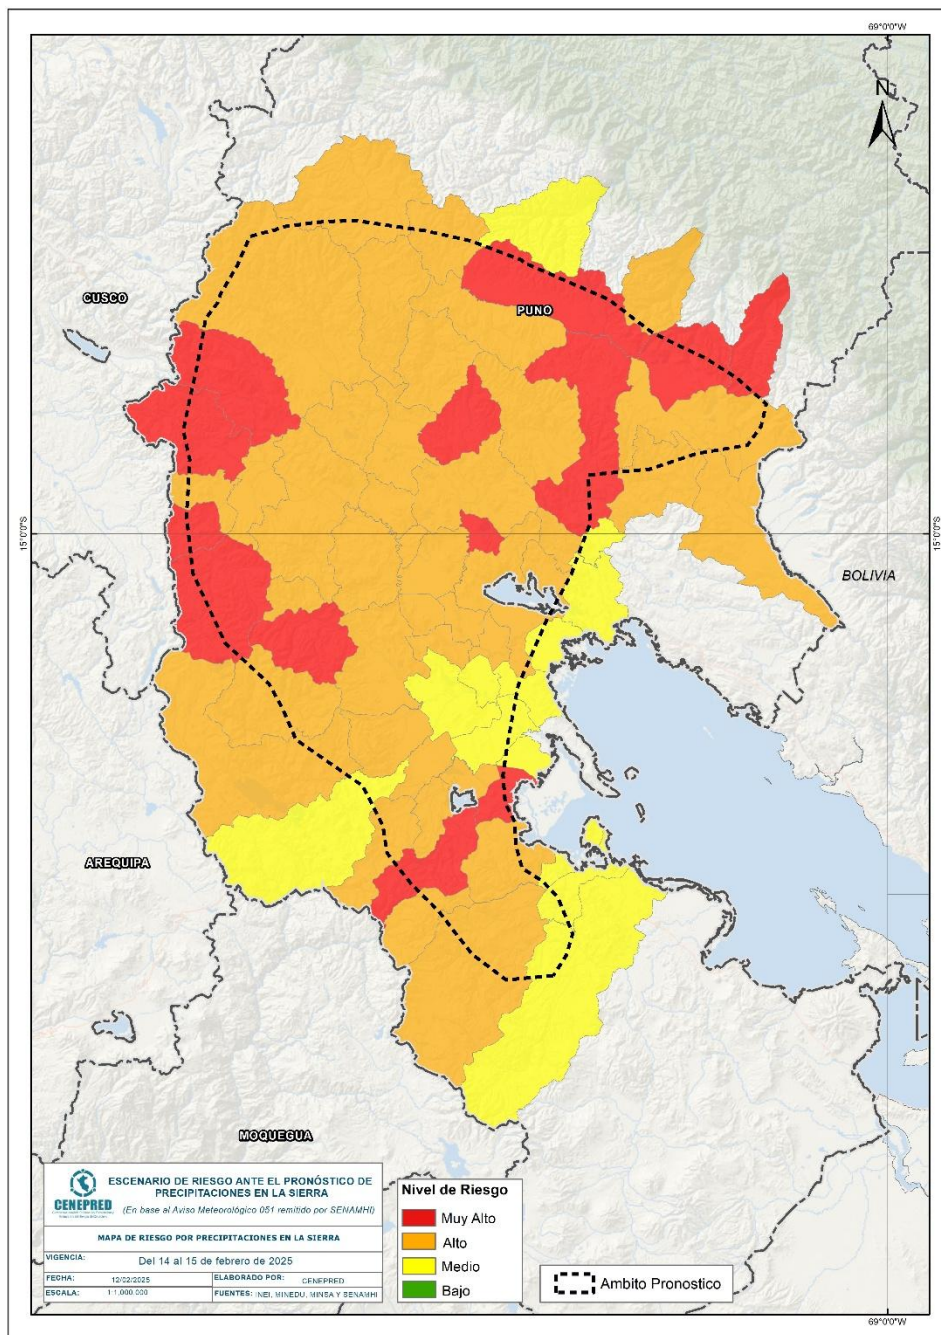 69°0'0"W
N
CUSCO
PUNO
15°0'0"S
15°0'0"S
BOLIVIA
AREQUIPA
MOQUEGUA
CENEPRED
ESCENARIO DE RIESGO ANTE EL PRONÓSTICO DE
PRECIPITACIONES EN LA SIERRA
(En base al Aviso Meteorológico 051 remitido por SENAMHI)
MAPA DE RIESGO POR PRECIPITACIONES EN LA SIERRA
VIGENCIA: Del 14 al 15 de febrero de 2025
FECHA: 12/02/2025 ELABORADO POR: CENEPRED
ESCALA: 1:1,000,000 FUENTES: INEI, MINEDU, MINSA Y SENAMHI
Nivel de Riesgo
Muy Alto
Alto
Medio
Bajo
Ambito Pronostico
69°0'0"W